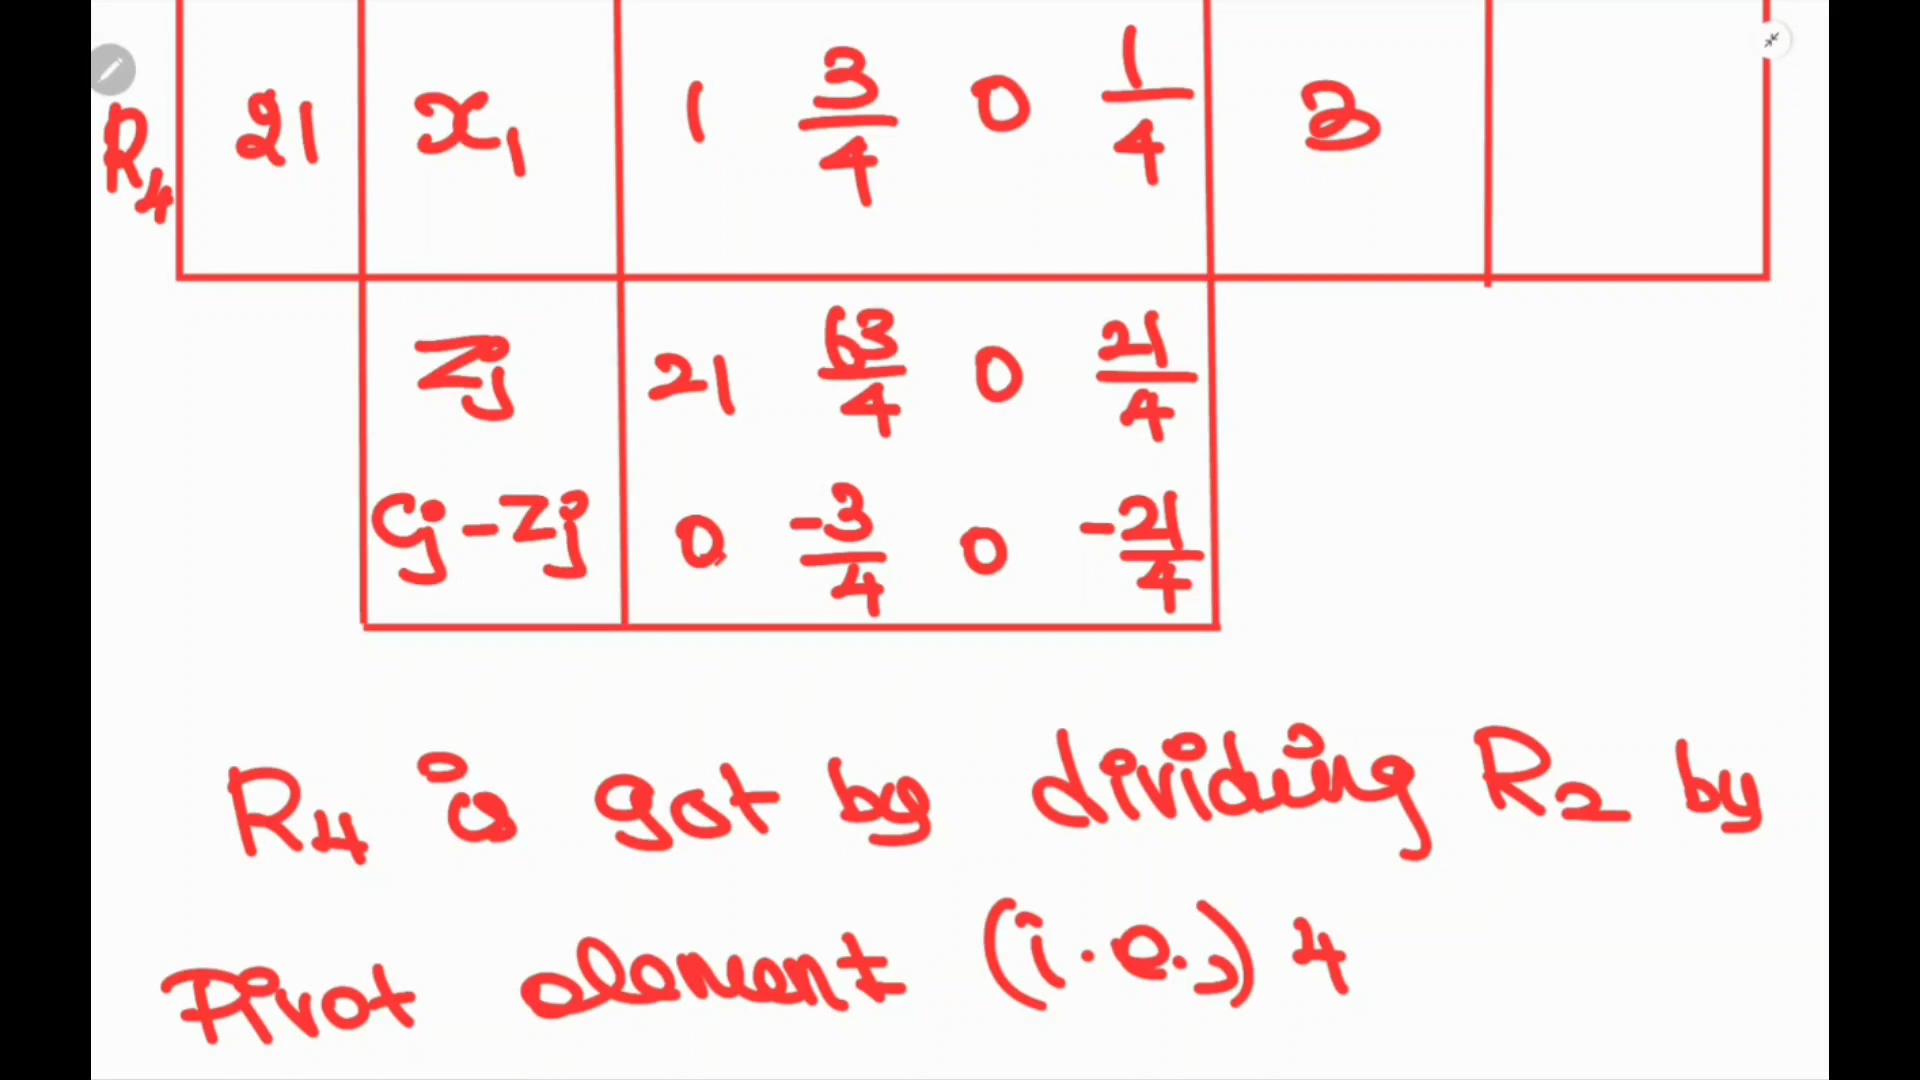 R₄ 21 x₁ 1 3/4 0 1/4 3
Zj 21 63/4 0 21/4
Cj-Zj 0 -3/4 0 -21/4
R₄ is got by dividing R₂ by
Pivot element (i.e.,) 4